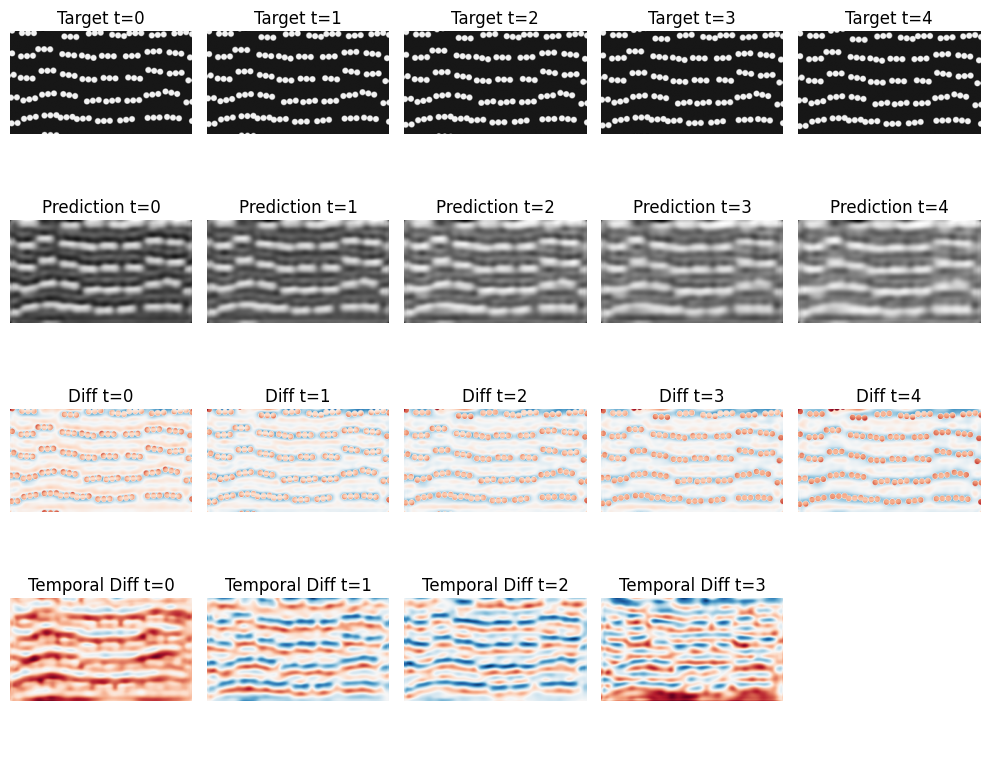 Target t=0 Target t=1 Target t=2 Target t=3 Target t=4
Prediction t=0 Prediction t=1 Prediction t=2 Prediction t=3 Prediction t=4
Diff t=0 Diff t=1 Diff t=2 Diff t=3 Diff t=4
Temporal Diff t=0 Temporal Diff t=1 Temporal Diff t=2 Temporal Diff t=3